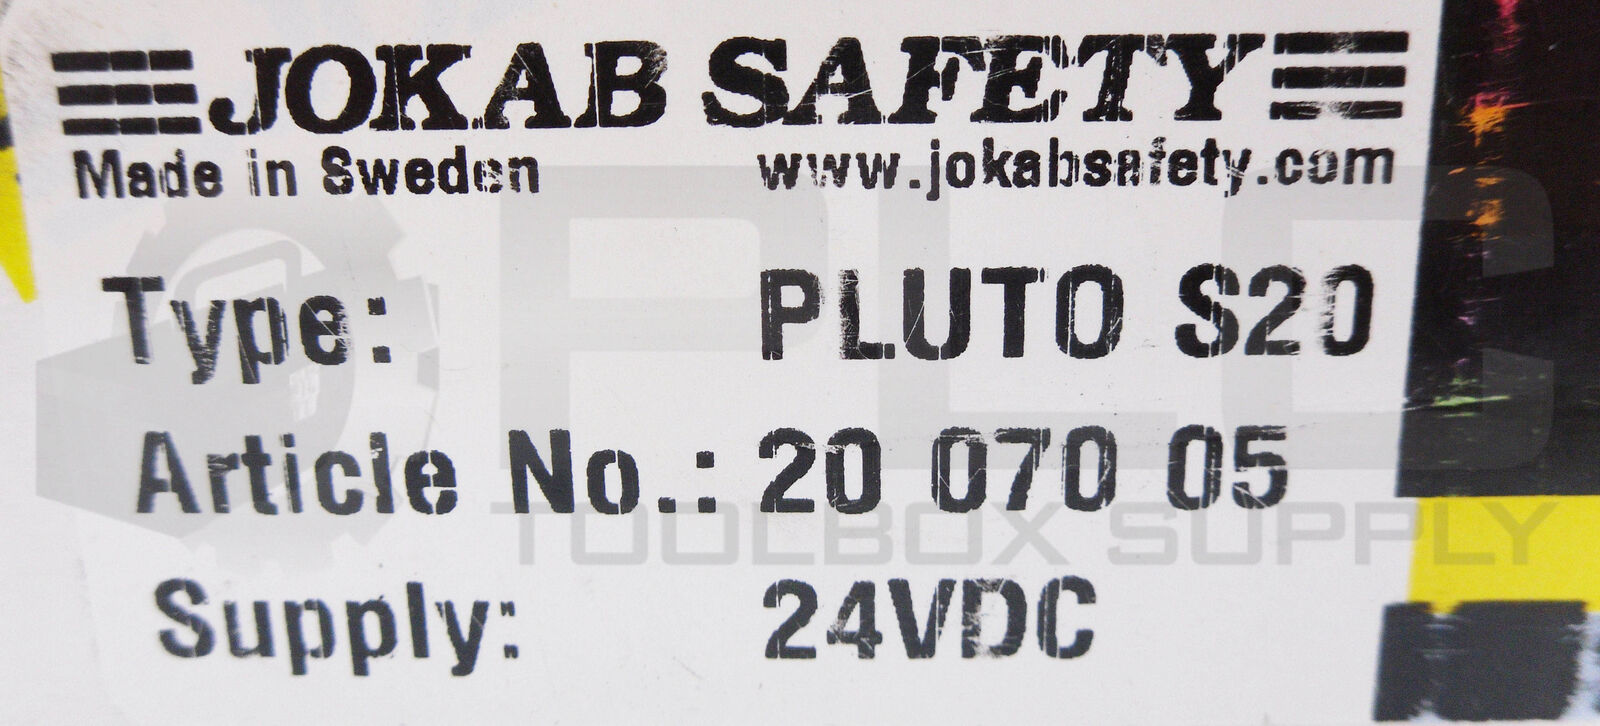 JOKAB SAFETY
Made in Sweden www.jokabsafety.com
Type: PLUTO S20
Article No.: 20 070 05
Supply: 24VDC
PLC
TOOLBOX SUPPLY